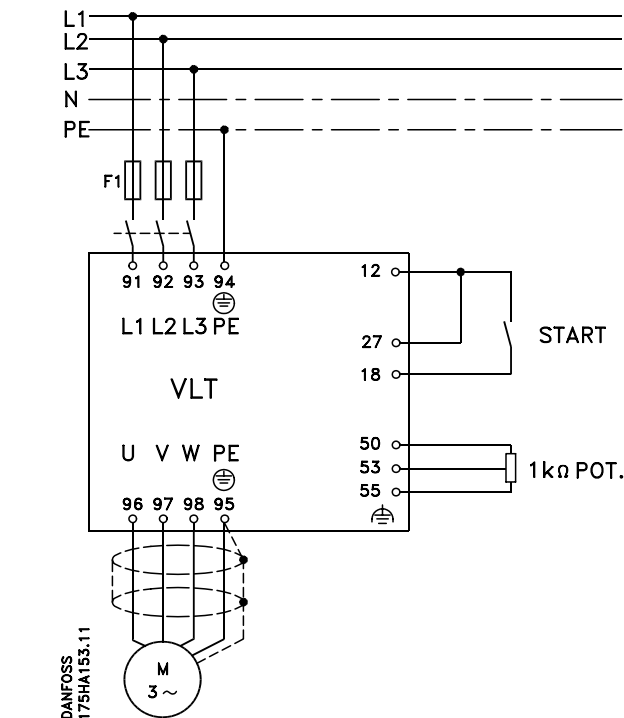 L1
L2
L3
N
PE
F1
91 92 93 94
L1 L2 L3 PE
12
27
18
START
VLT
U V W PE
96 97 98 95
50
53
55
1kΩ POT.
M
3~
DANFOSS
175HA153.11